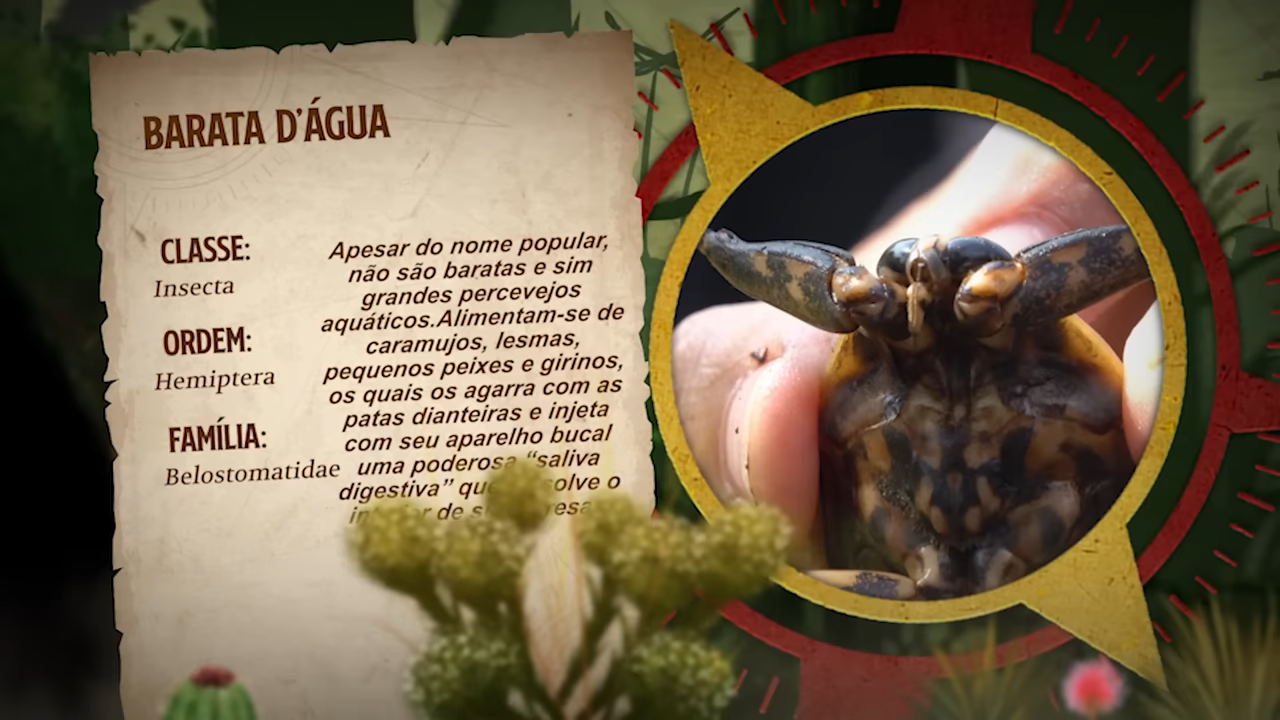 BARATA D'ÁGUA
CLASSE:
Insecta
ORDEM:
Hemiptera
FAMÍLIA:
Belostomatidae
Apesar do nome popular,
não são baratas e sim
grandes percevejos
aquáticos.Alimentam-se de
caramujos, lesmas,
pequenos peixes e girinos,
os quais os agarra com as
patas dianteiras e injeta
com seu aparelho bucal
uma poderosa “saliva
digestiva” o
de